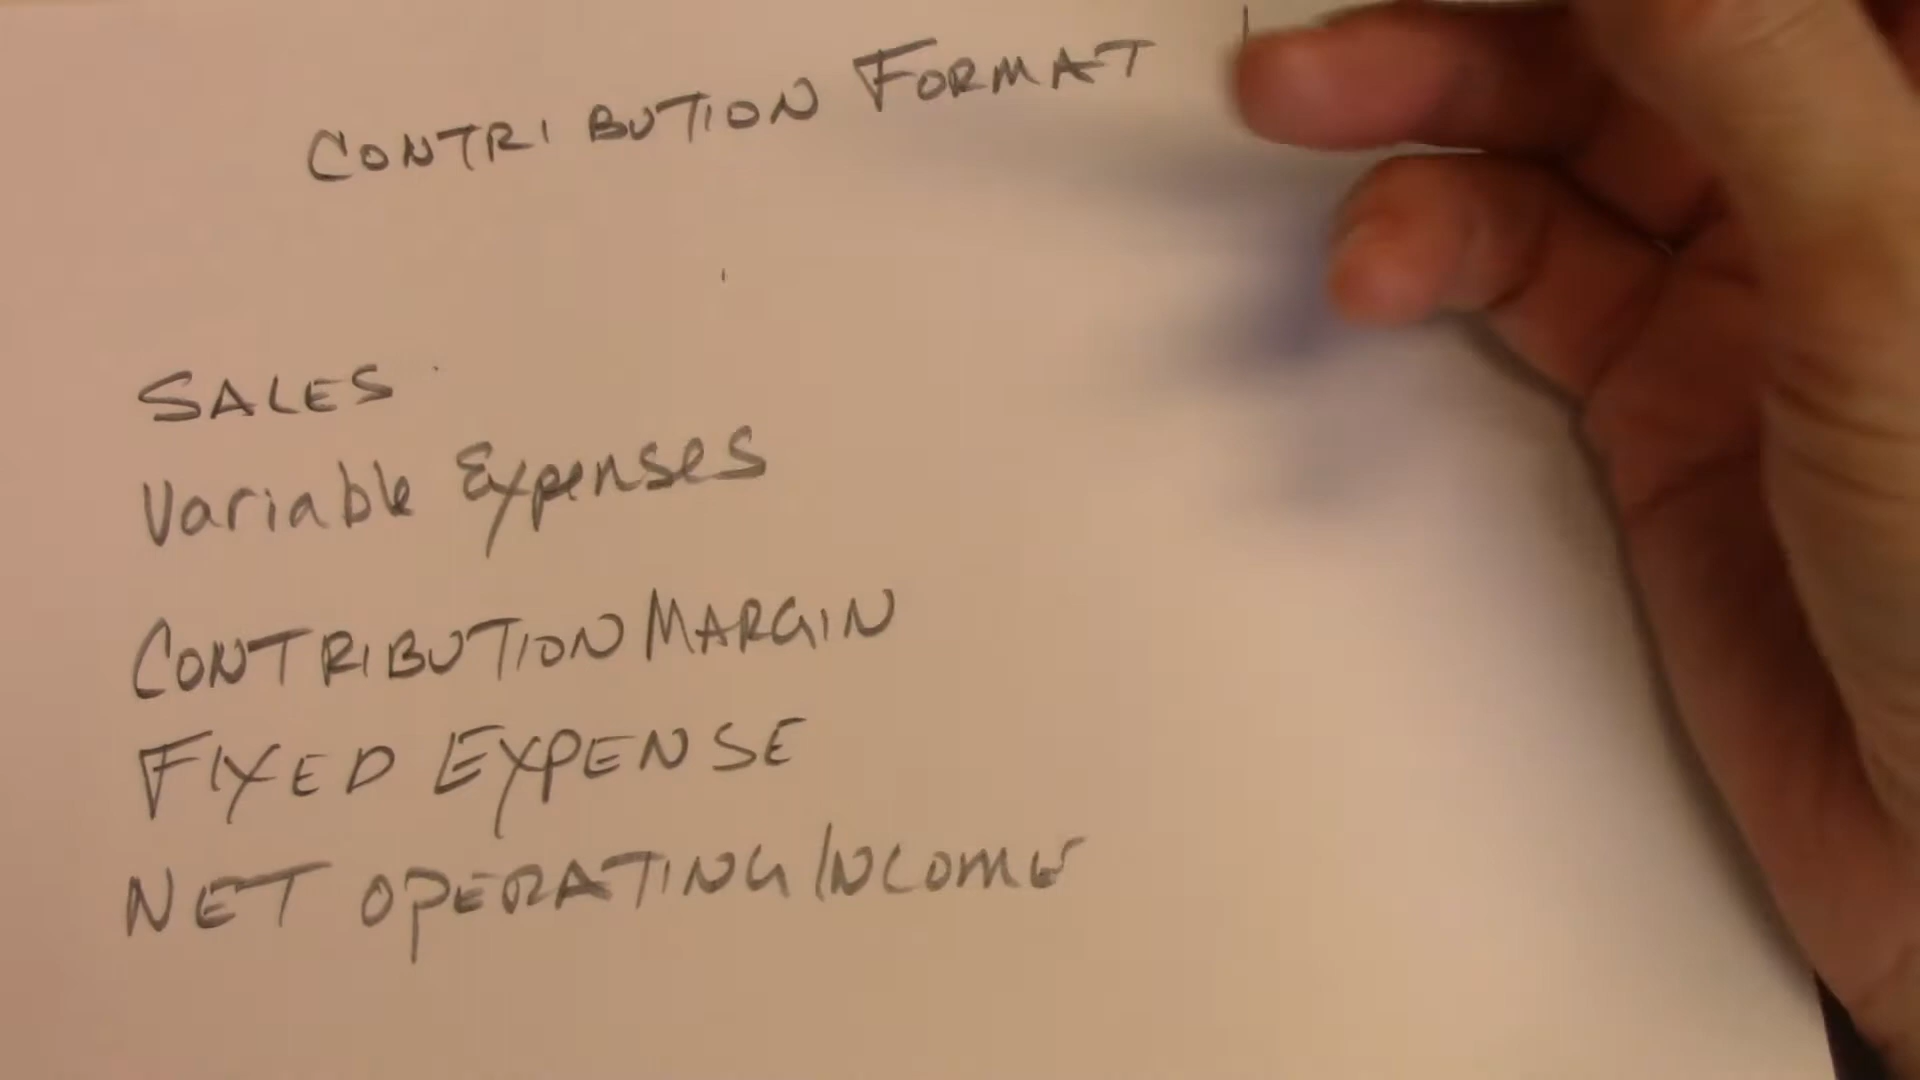 CONTRIBUTION FORMAT
SALES
Variable Expenses
CONTRIBUTION MARGIN
FIXED EXPENSE
NET OPERATING INCOME